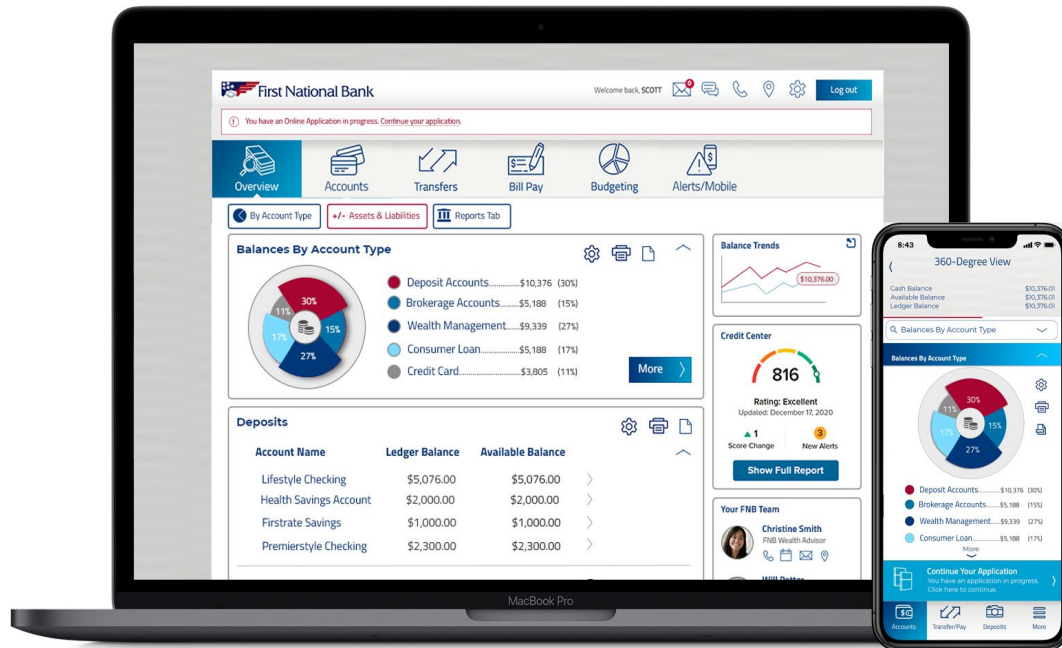 First National Bank
Welcome back, SCOTT
0
Log out
You have an Online Application in progress. Continue your application.
Overview
Accounts
Transfers
Bill Pay
Budgeting
Alerts/Mobile
By Account Type
+/- Assets & Liabilities
Reports Tab
Balances By Account Type
30%
15%
27%
17%
11%
Deposit Accounts............$10,376 (30%)
Brokerage Accounts.....$5,188 (15%)
Wealth Management.....$9,339 (27%)
Consumer Loan..................$5,188 (17%)
Credit Card..........................$3,805 (11%)
More
Deposits
Account Name Ledger Balance Available Balance
Lifestyle Checking $5,076.00 $5,076.00
Health Savings Account $2,000.00 $2,000.00
Firstrate Savings $1,000.00 $1,000.00
Premierstyle Checking $2,300.00 $2,300.00
Balance Trends
($10,376.00)
Credit Center
816
Rating: Excellent
Updated: December 17, 2020
1
Score Change
3
New Alerts
Show Full Report
Your FNB Team
Christine Smith
FNB Wealth Advisor
MacBook Pro
8:43
360-Degree View
Cash Balance $10,376.01
Available Balance $10,376.01
Ledger Balance $10,376.01
Balances By Account Type
Balances By Account Type
30%
15%
27%
17%
11%
Deposit Accounts.........$10,376 (30%)
Brokerage Accounts....$5,188 (15%)
Wealth Management....$9,339 (27%)
Consumer Loan..............$5,188 (17%)
More
Continue Your Application
You have an application in progress.
Click here to continue.
Accounts
Transfer/Pay
Deposits
More